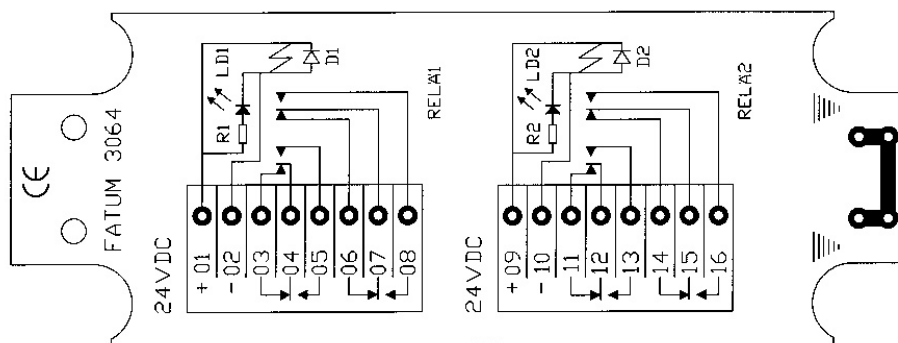 CE
FATUM 3064
24VDC
+ 01
- 02
03
04
05
06
07
08
R1
LD1
D1
RELÄ1
24VDC
+ 09
- 10
11
12
13
14
15
16
R2
LD2
D2
RELÄ2